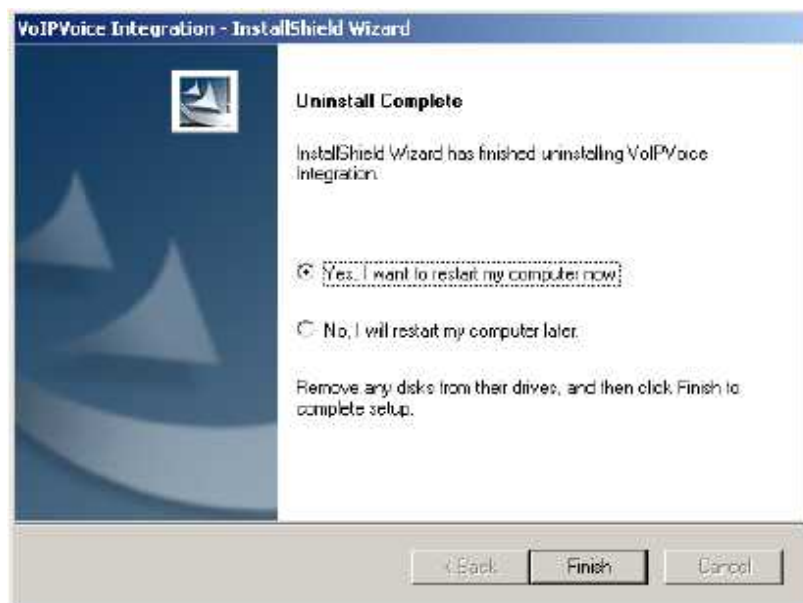 VoIPVoice Integration - InstallShield Wizard
Uninstall Complete
InstallShield Wizard has finished uninstalling VoIPVoice
Integration.
Yes, I want to restart my computer now.
No, I will restart my computer later.
Remove any disks from their drives, and then click Finish to
complete setup.
< Back
Finish
Cancel